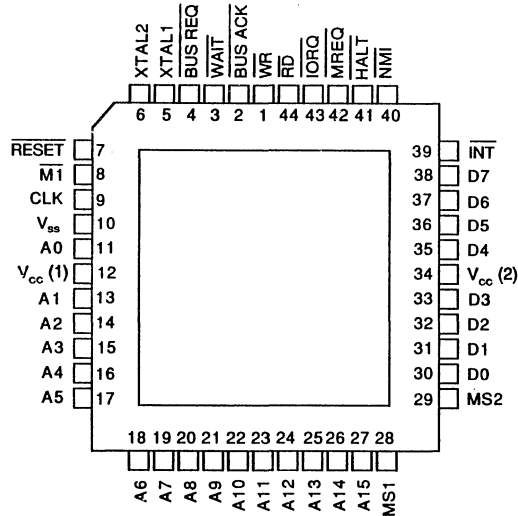 XTAL2
XTAL1
BUS REQ
WAIT
BUS ACK
WR
RD
IORQ
MREQ
HALT
NMI
6 5 4 3 2 1 44 43 42 41 40
RESET 7 39 INT
M1 8 38 D7
CLK 9 37 D6
Vss 10 36 D5
A0 11 35 D4
Vcc (1) 12 34 Vcc (2)
A1 13 33 D3
A2 14 32 D2
A3 15 31 D1
A4 16 30 D0
A5 17 29 MS2
18 19 20 21 22 23 24 25 26 27 28
A6
A7
A8
A9
A10
A11
A12
A13
A14
A15
MS1